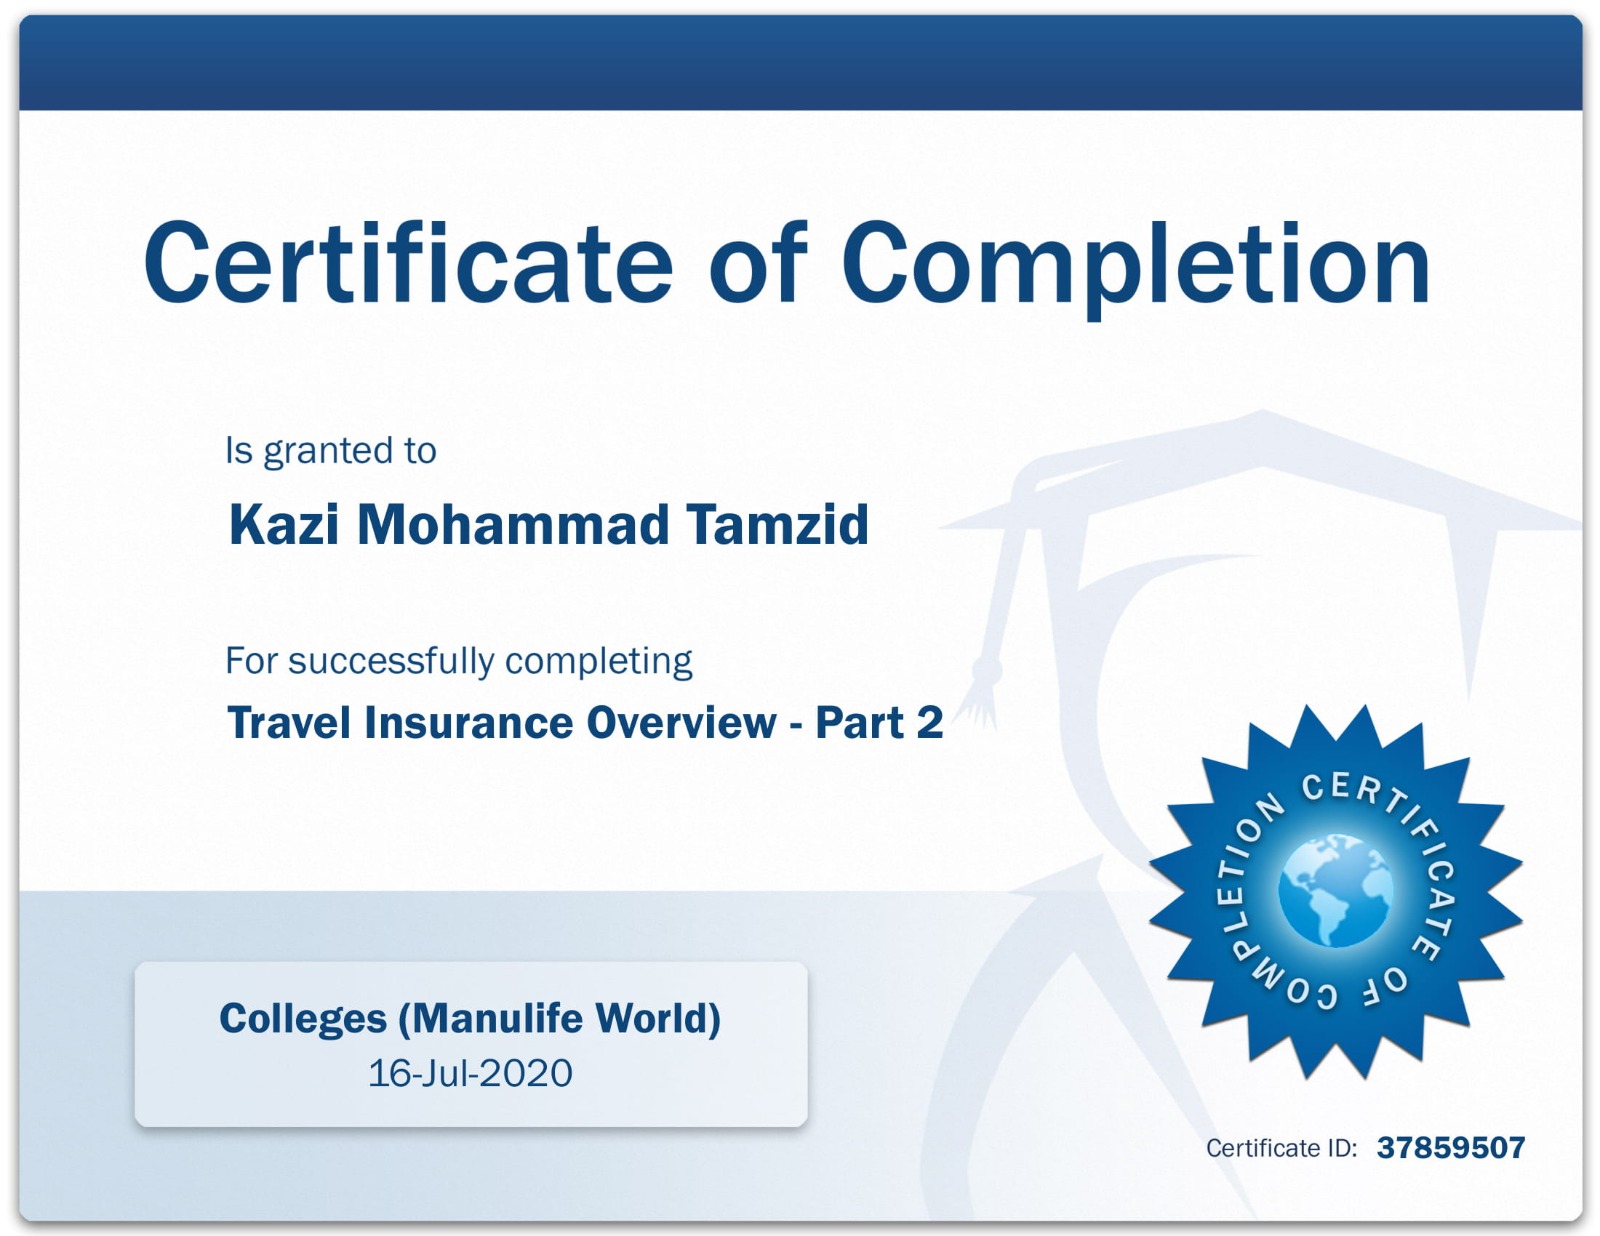 Certificate of Completion
Is granted to
Kazi Mohammad Tamzid
For successfully completing
Travel Insurance Overview - Part 2
CERTIFICATE OF COMPLETION
Colleges (Manulife World)
16-Jul-2020
Certificate ID: 37859507